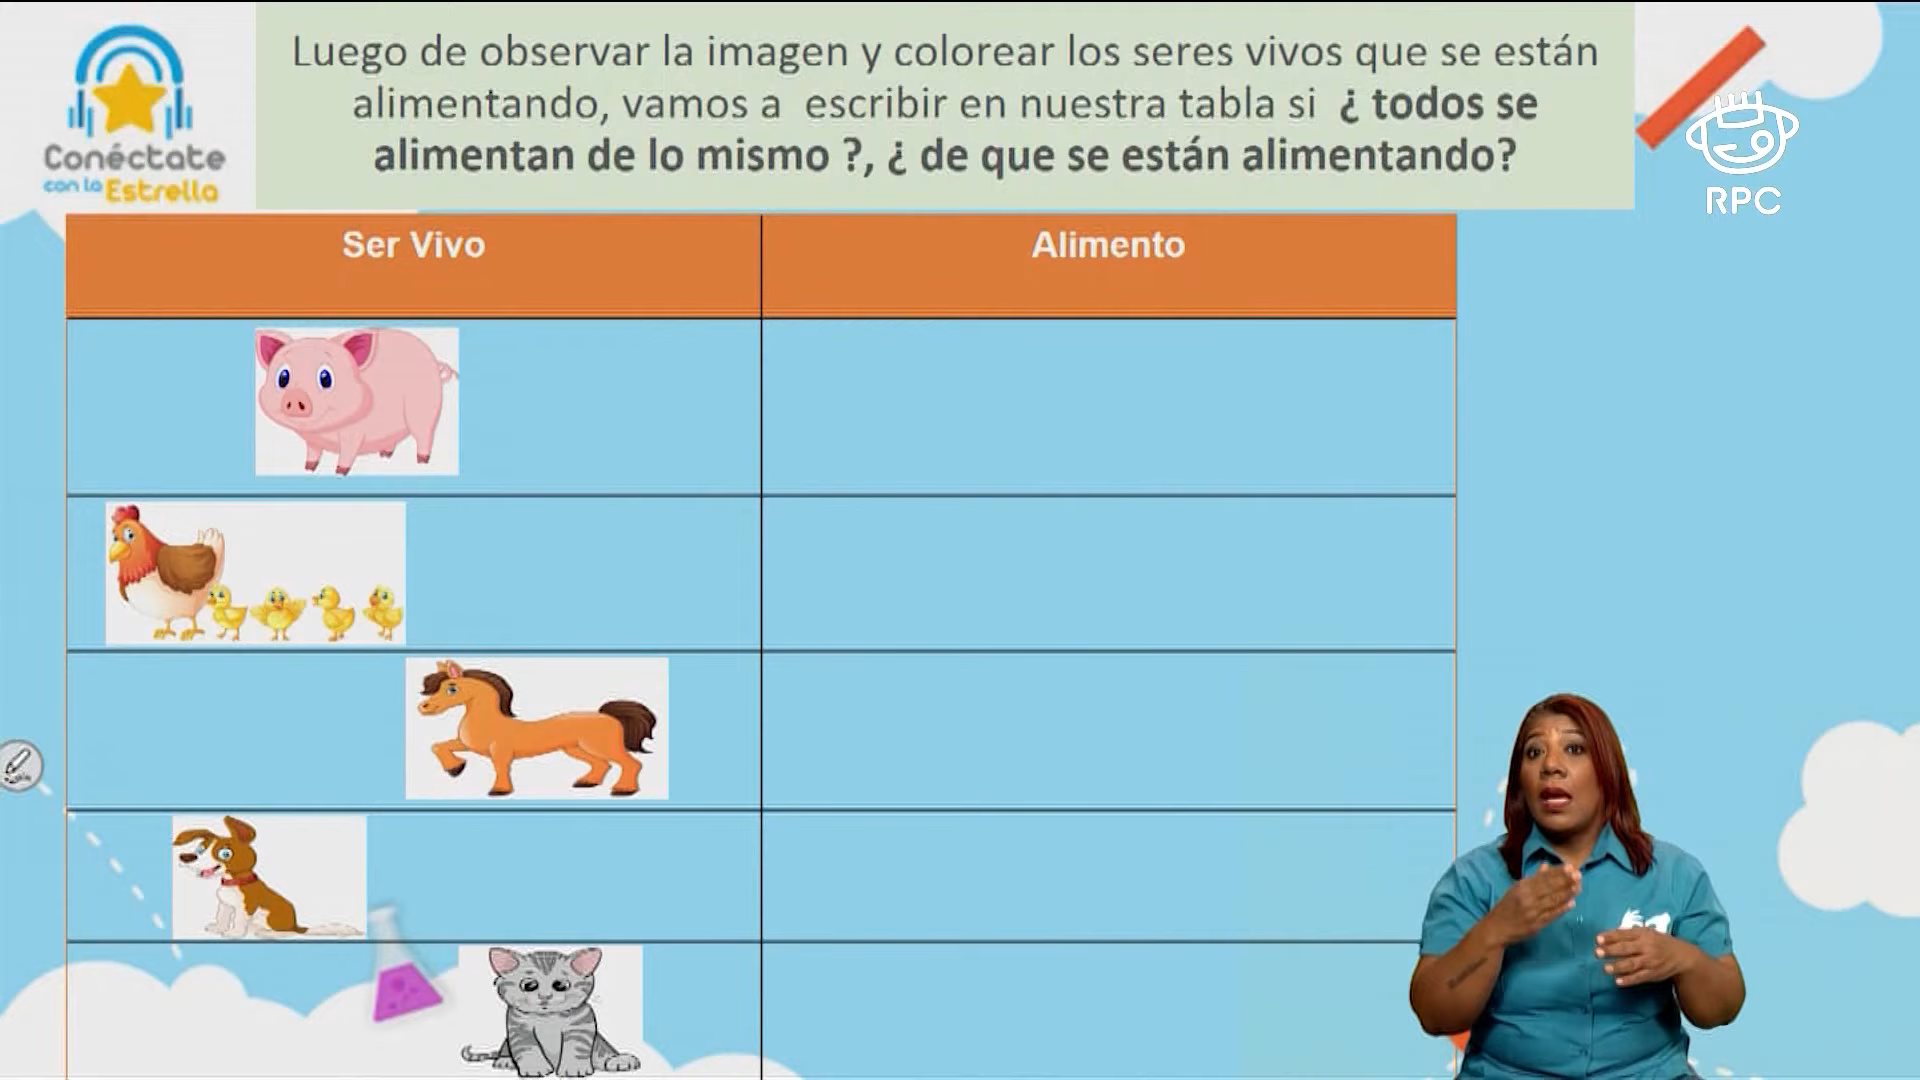 Luego de observar la imagen y colorear los seres vivos que se están
alimentando, vamos a escribir en nuestra tabla si ¿ todos se
alimentan de lo mismo ?, ¿ de que se están alimentando?
Conéctate
con la Estrella
RPC
Ser Vivo
Alimento